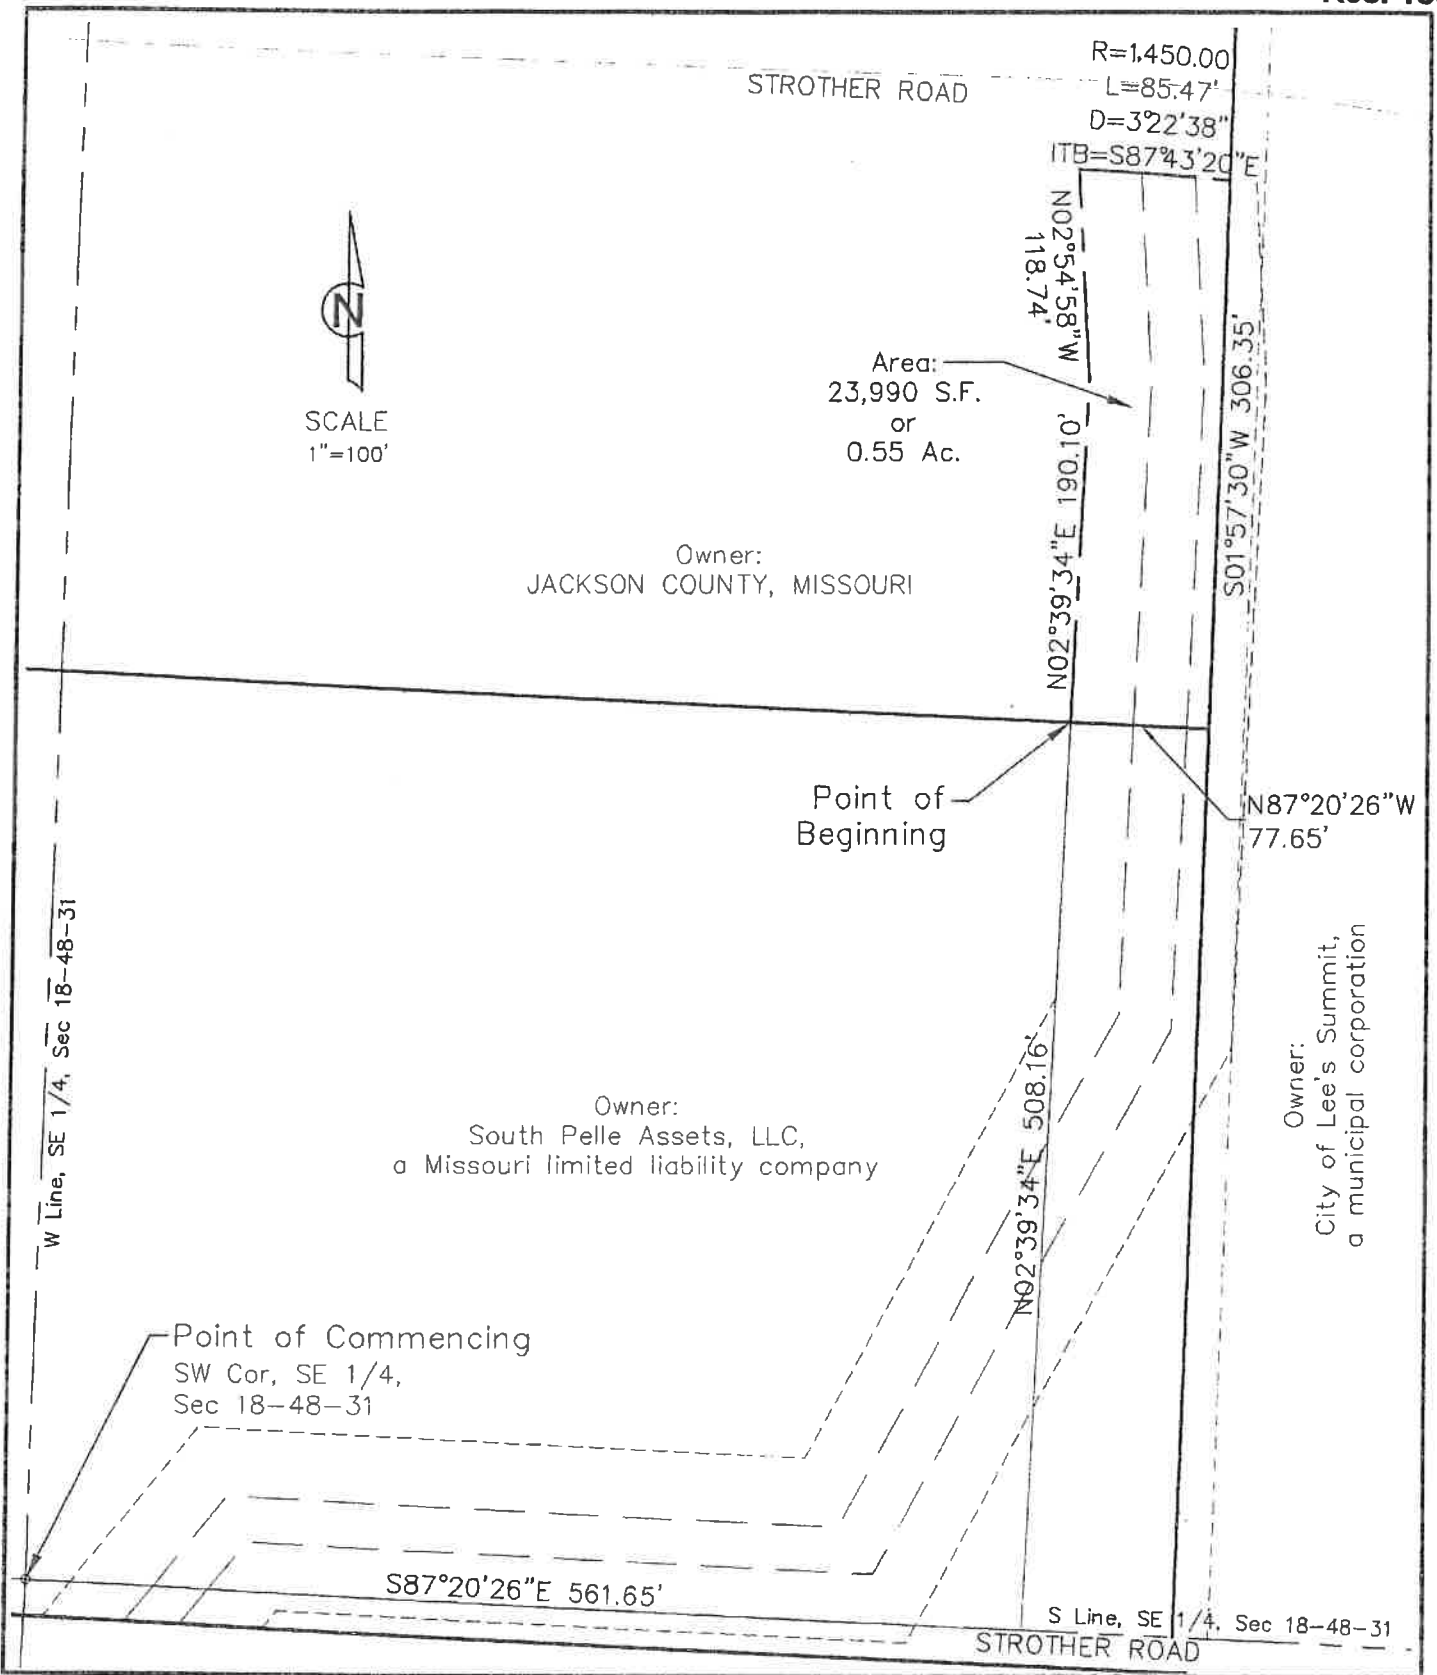 R=1,450.00
STROTHER ROAD
L=85.47'
D=3°22'38"
ITB=S87°43'20"E
N02°54'58"W
118.74'
N
SCALE
1"=100'
Area:
23,990 S.F.
or
0.55 Ac.
S01°57'30"W 306.35'
N02°39'34"E 190.10'
Owner:
JACKSON COUNTY, MISSOURI
Point of
Beginning
N87°20'26"W
77.65'
W Line, SE 1/4, Sec 18-48-31
Owner:
City of Lee's Summit,
a municipal corporation
Owner:
South Pelle Assets, LLC,
a Missouri limited liability company
N02°39'34"E 508.16'
Point of Commencing
SW Cor, SE 1/4,
Sec 18-48-31
S87°20'26"E 561.65'
S Line, SE 1/4, Sec 18-48-31
STROTHER ROAD